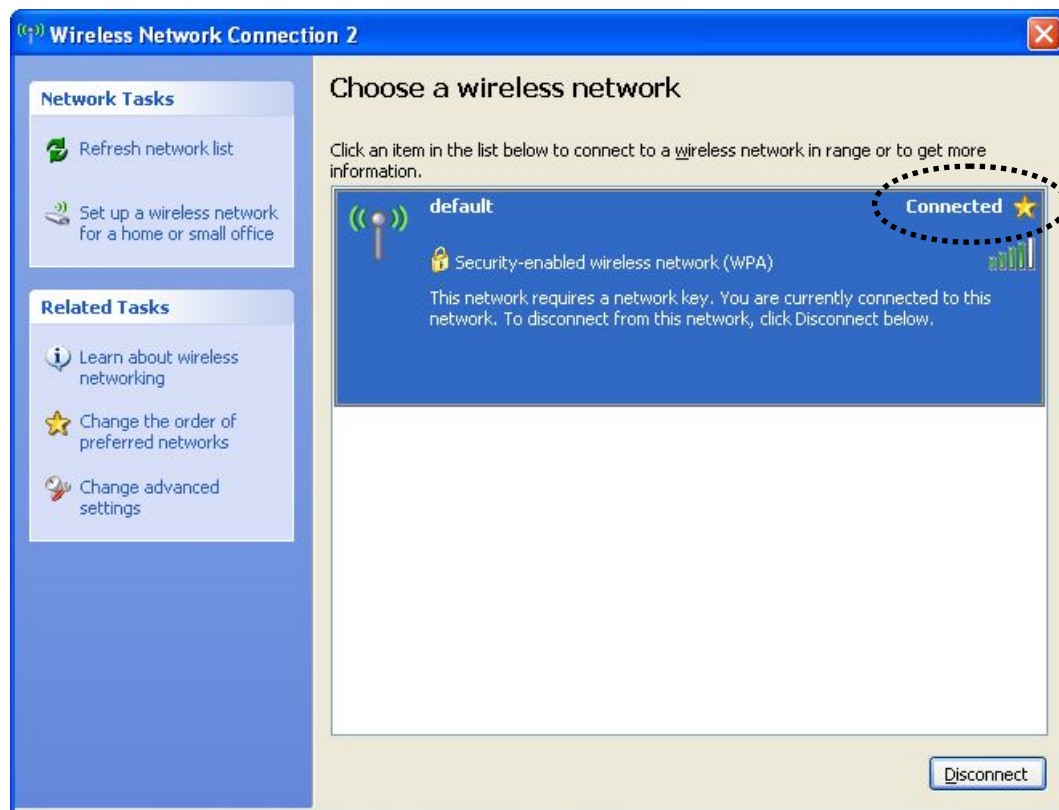 Wireless Network Connection 2
Network Tasks
Refresh network list
Set up a wireless network
for a home or small office
Related Tasks
Learn about wireless
networking
Change the order of
preferred networks
Change advanced
settings
Choose a wireless network
Click an item in the list below to connect to a wireless network in range or to get more
information.
default
Connected
Security-enabled wireless network (WPA)
This network requires a network key. You are currently connected to this
network. To disconnect from this network, click Disconnect below.
Disconnect